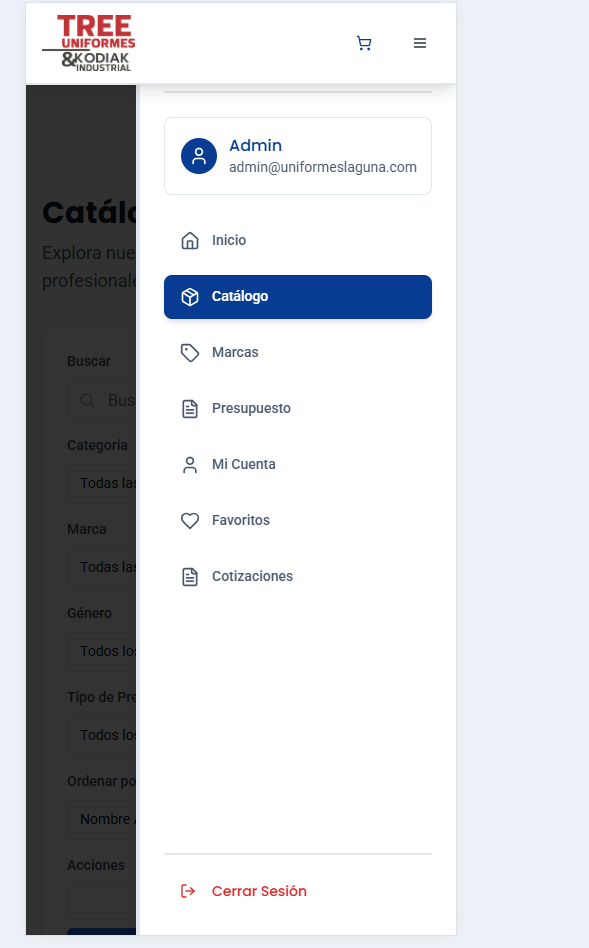 TREE
UNIFORMES
&KODIAK
INDUSTRIAL
Admin
admin@uniformeslaguna.com
Inicio
Catálogo
Marcas
Presupuesto
Mi Cuenta
Favoritos
Cotizaciones
Cerrar Sesión
Catálo
Explora nue
profesionale
Buscar
Bus
Categoría
Todas las
Marca
Todas las
Género
Todos los
Tipo de Pre
Todos los
Ordenar po
Nombre A
Acciones